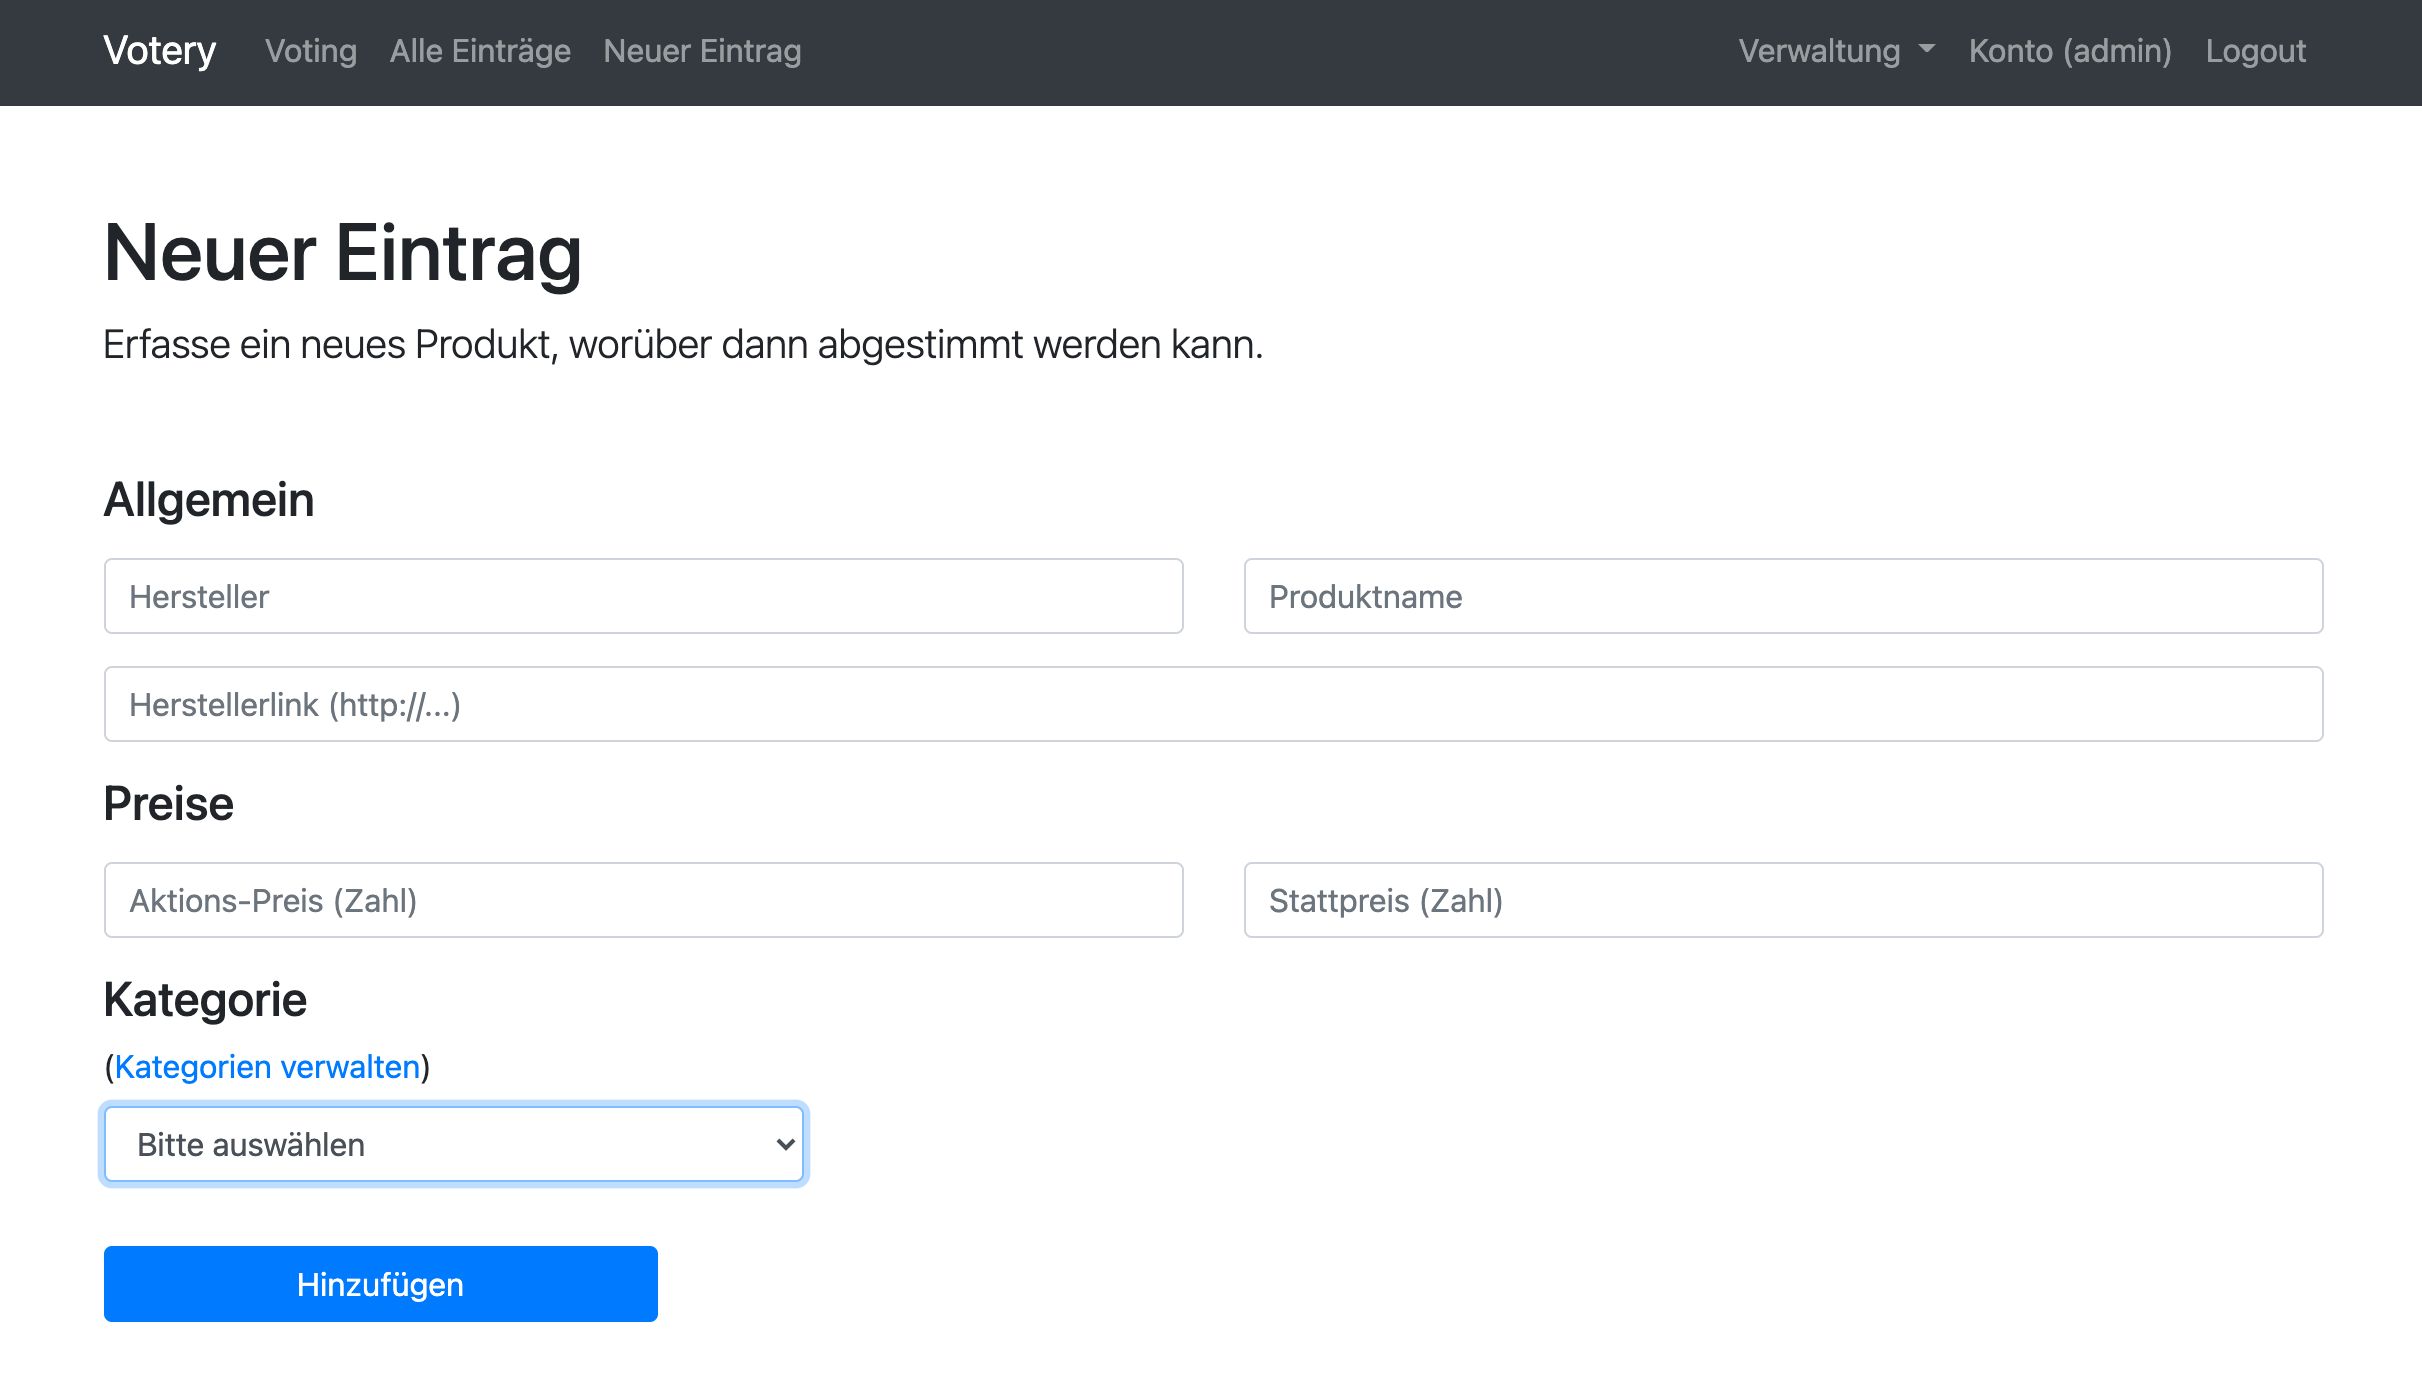 Votery Voting Alle Einträge Neuer Eintrag Verwaltung Konto (admin) Logout
Neuer Eintrag
Erfasse ein neues Produkt, worüber dann abgestimmt werden kann.
Allgemein
Hersteller Produktname
Herstellerlink (http://...)
Preise
Aktions-Preis (Zahl) Stattpreis (Zahl)
Kategorie
(Kategorien verwalten)
Bitte auswählen
Hinzufügen